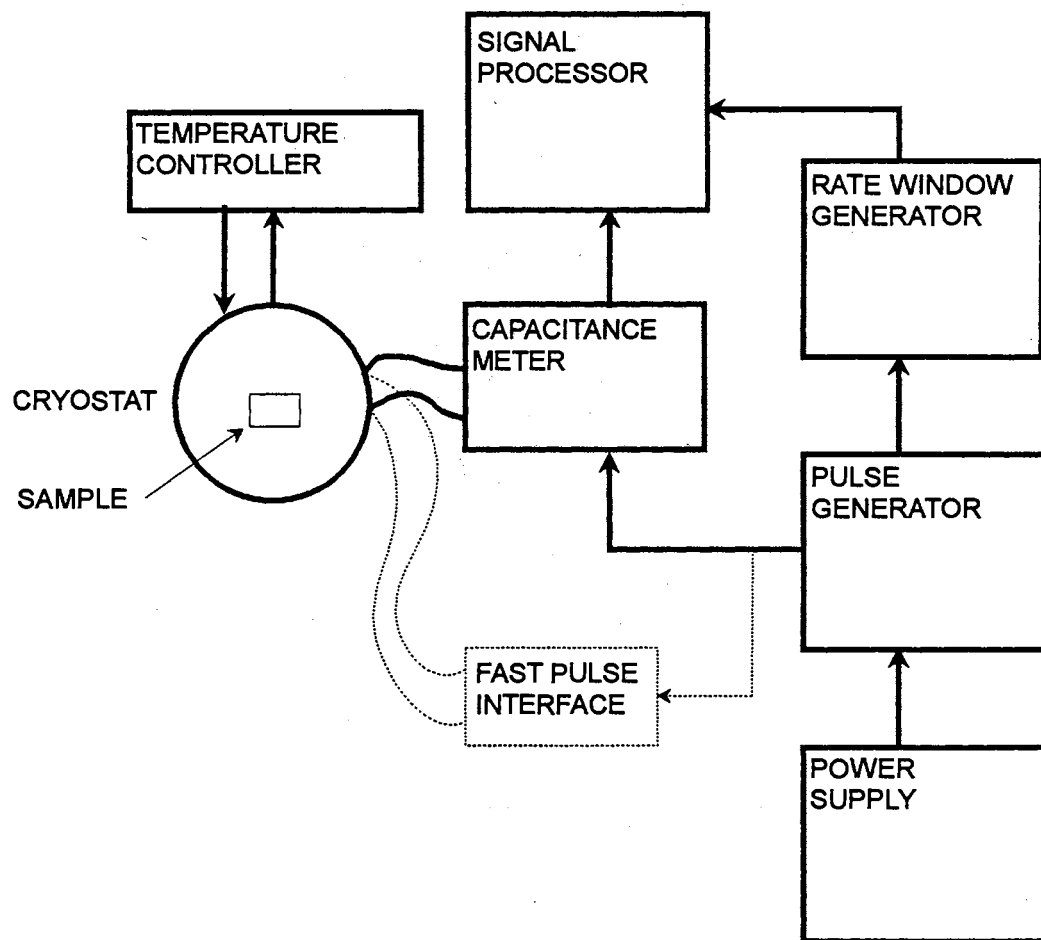 SIGNAL
PROCESSOR
TEMPERATURE
CONTROLLER
RATE WINDOW
GENERATOR
CAPACITANCE
METER
CRYOSTAT
SAMPLE
PULSE
GENERATOR
FAST PULSE
INTERFACE
POWER
SUPPLY